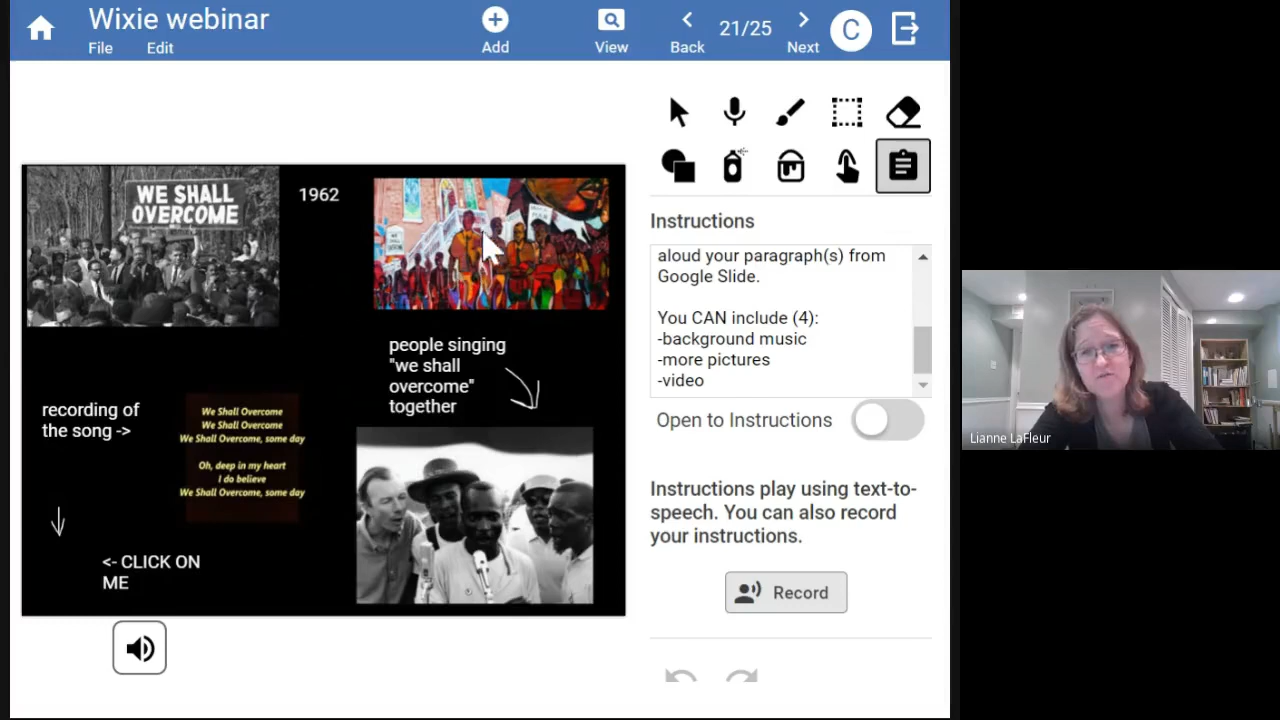 Wixie webinar
File Edit
Add
View
Back
21/25
Next
C
WE SHALL
OVERCOME
1962
people singing
"we shall
overcome"
together
recording of
the song ->
We Shall Overcome
We Shall Overcome
We Shall Overcome, some day
Oh, deep in my heart
I do believe
We Shall Overcome, some day
<- CLICK ON
ME
Instructions
aloud your paragraph(s) from
Google Slide.
You CAN include (4):
-background music
-more pictures
-video
Open to Instructions
Instructions play using text-to-
speech. You can also record
your instructions.
Record
Lianne LaFleur